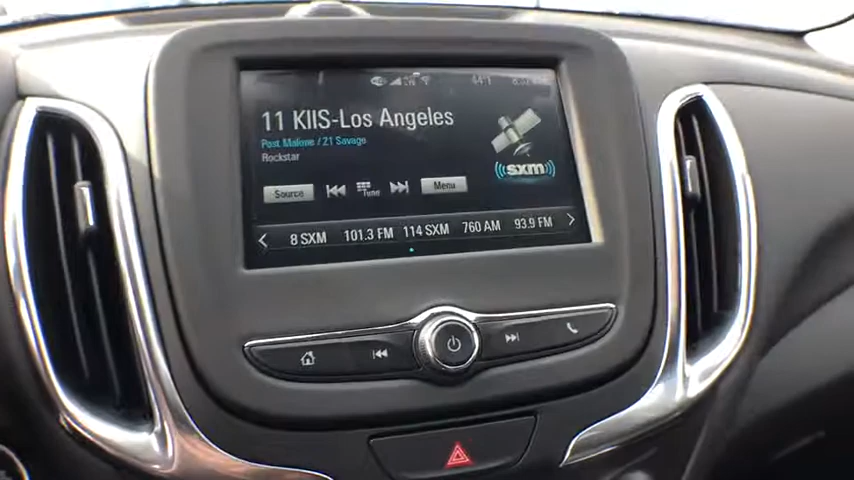 44°
11 KIIS-Los Angeles
Post Malone / 21 Savage
Rockstar
sxm
Source
Tune
Menu
8 SXM 101.3 FM 114 SXM 760 AM 93.9 FM